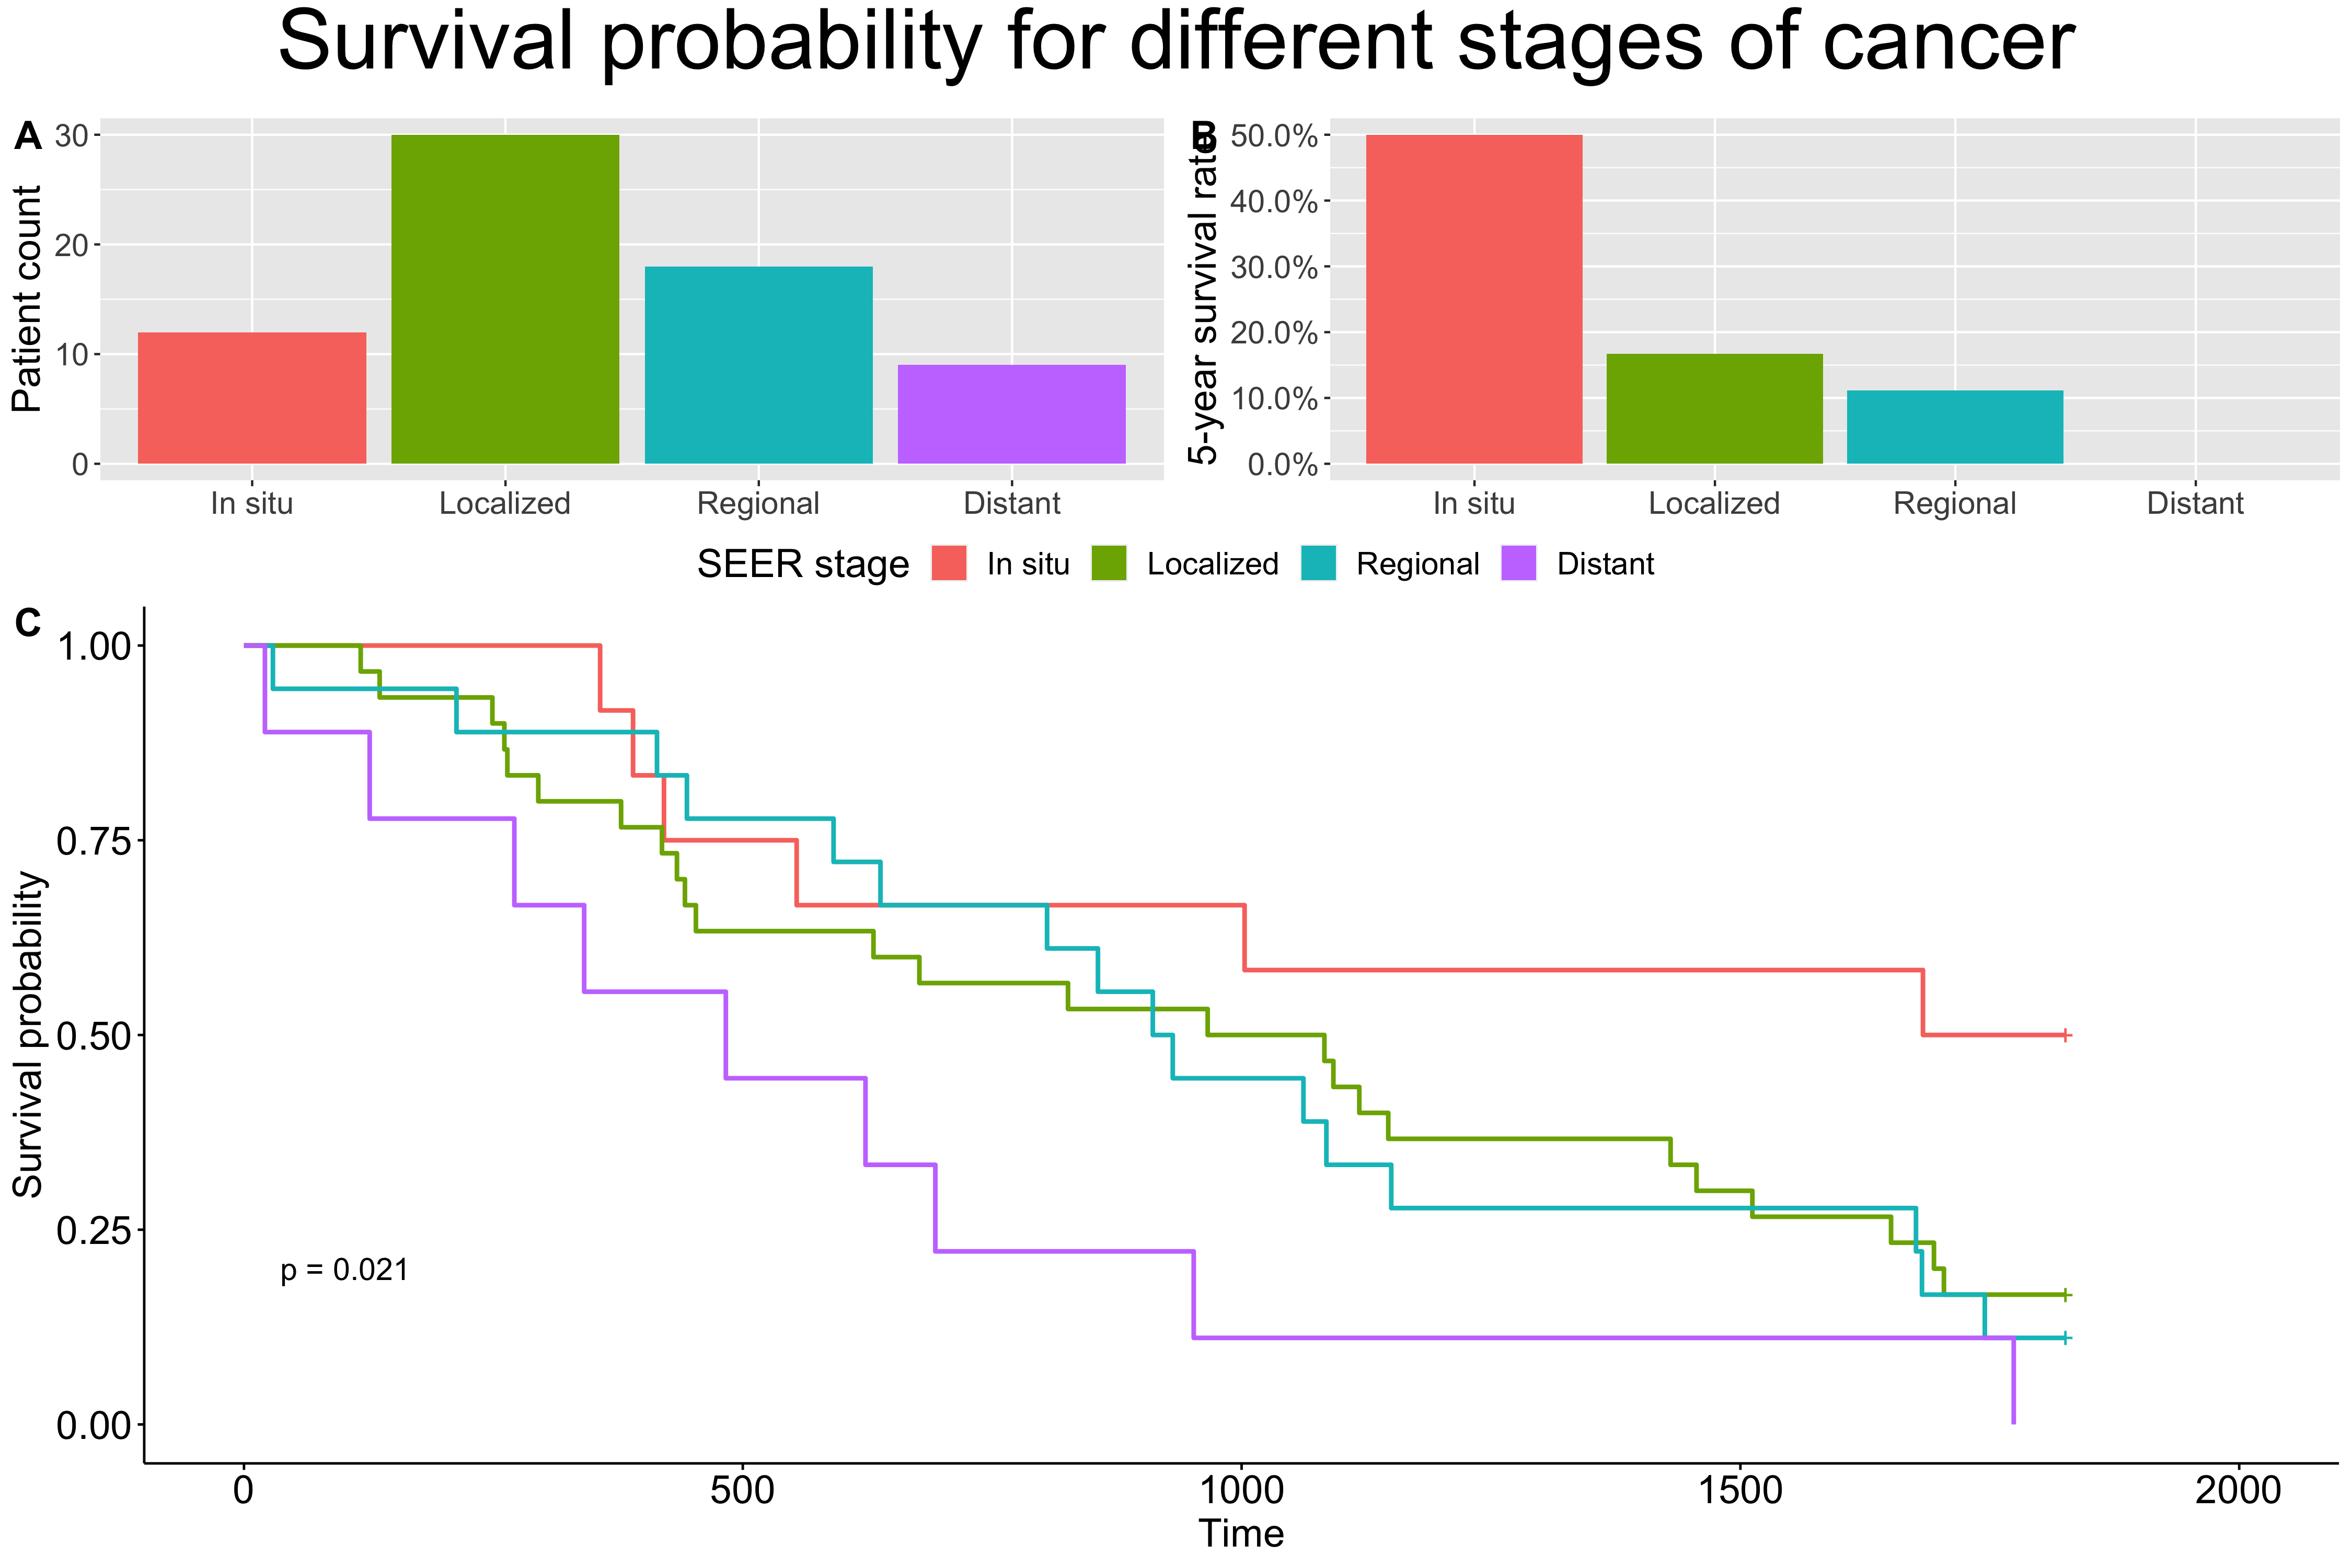 Survival probability for different stages of cancer
A
Patient count
30
20
10
0
In situ Localized Regional Distant
B
5-year survival rate
50.0%
40.0%
30.0%
20.0%
10.0%
0.0%
In situ Localized Regional Distant
SEER stage In situ Localized Regional Distant
C
Survival probability
1.00
0.75
0.50
0.25
0.00
p = 0.021
0 500 1000 1500 2000
Time